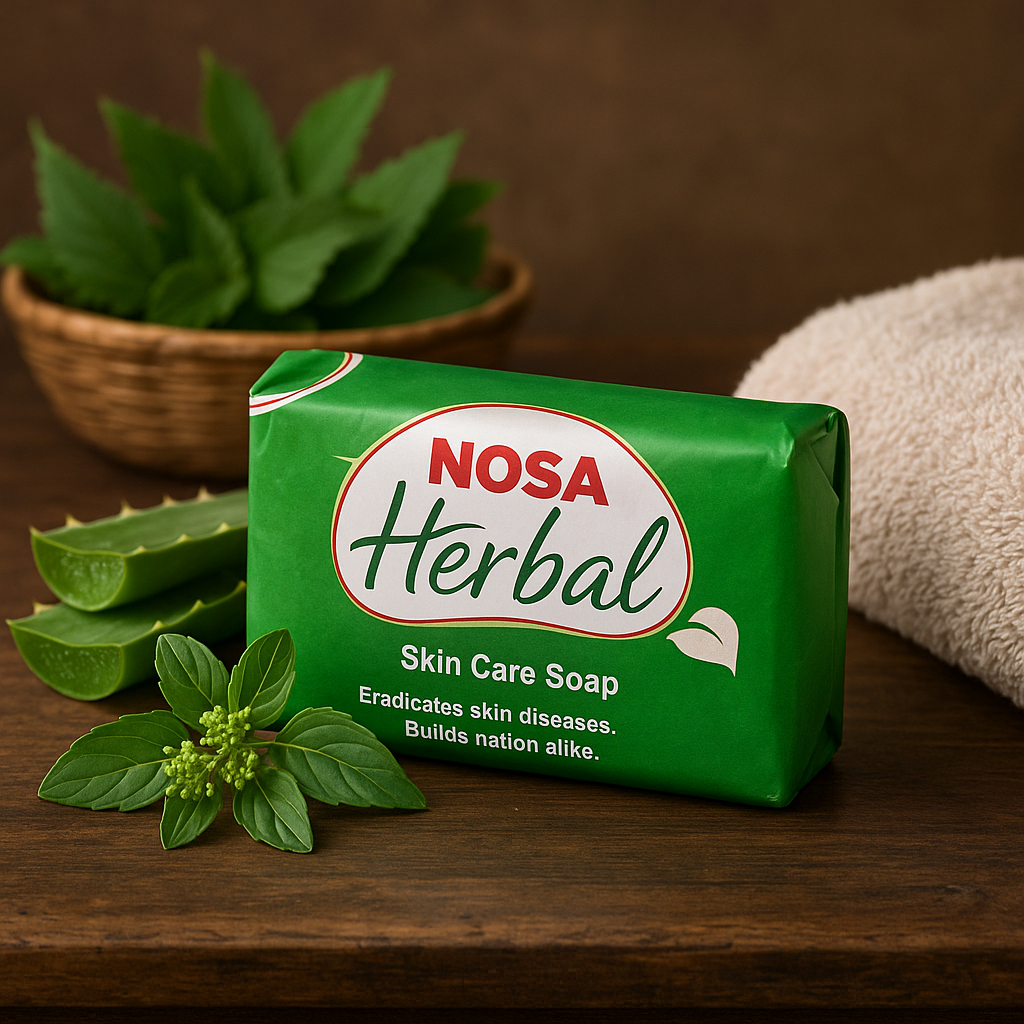 NOSA
Herbal
Skin Care Soap
Eradicates skin diseases.
Builds nation alike.